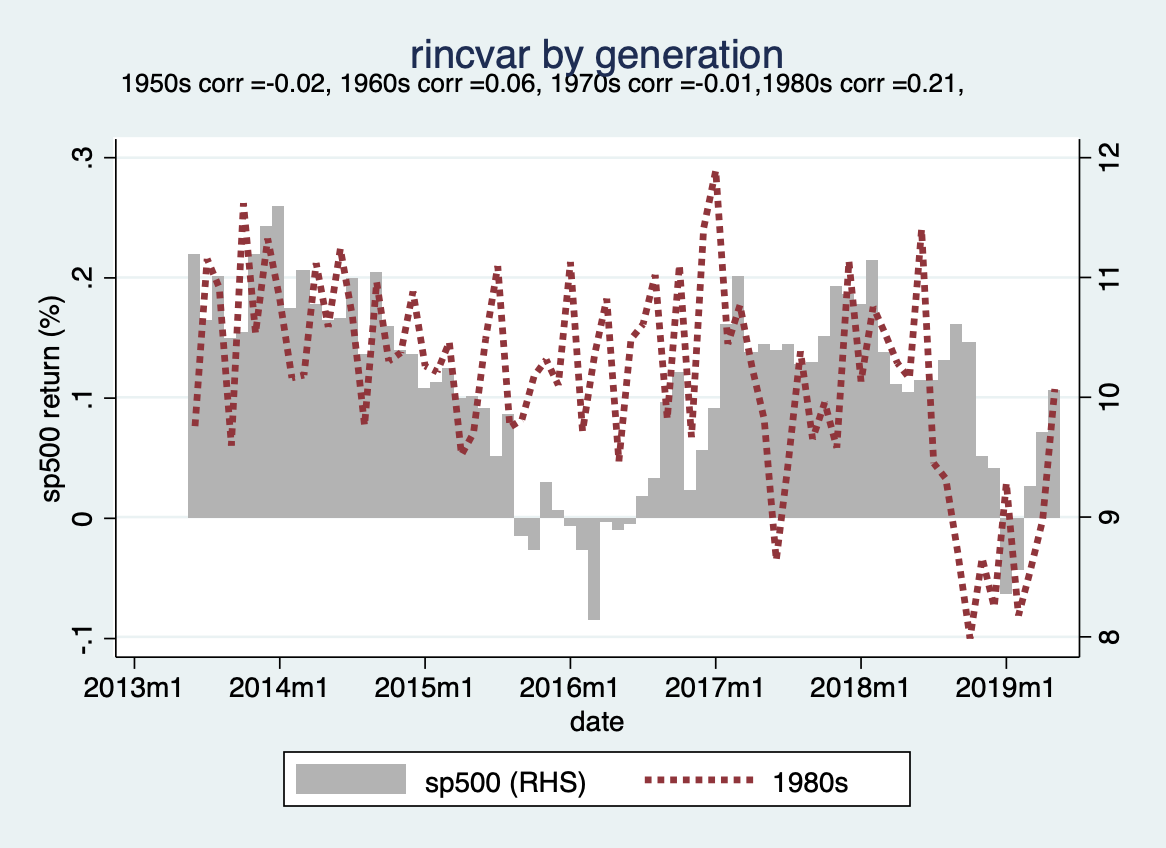 rincvar by generation
1950s corr =-0.02, 1960s corr =0.06, 1970s corr =-0.01,1980s corr =0.21,
.3
.2
.1
0
-.1
sp500 return (%)
12
11
10
9
8
2013m1 2014m1 2015m1 2016m1 2017m1 2018m1 2019m1
date
sp500 (RHS) 1980s